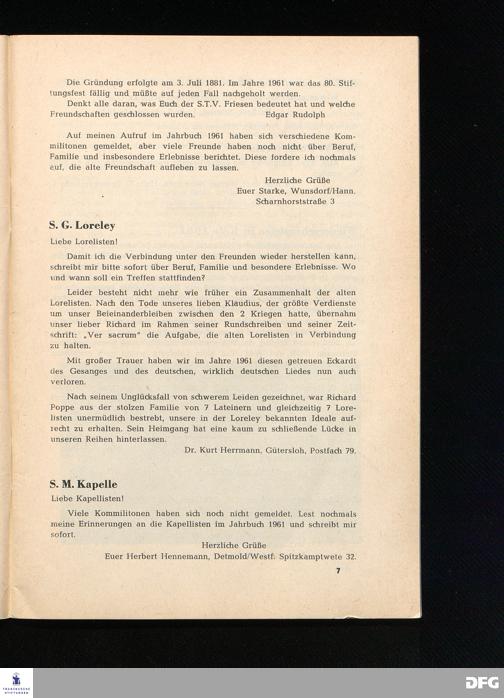 Die Gründung erfolgte am 3. Juli 1881. Im Jahre 1961 war das 80. Stif-
tungsfest fällig und müßte auf jeden Fall nachgeholt werden.
Denkt alle daran, was Euch der S.T.V. Friesen bedeutet hat und welche
Freundschaften geschlossen wurden. Edgar Rudolph
Auf meinen Aufruf im Jahrbuch 1961 haben sich verschiedene Kom-
militonen gemeldet, aber viele Freunde haben noch nicht über Beruf,
Familie und insbesondere Erlebnisse berichtet. Diese fordere ich nochmals
auf, die alte Freundschaft aufleben zu lassen.
Herzliche Grüße
Euer Starke, Wunsdorf/Hann.
Scharnhorststraße 3
S. G. Loreley
Liebe Lorelisten!
Damit ich die Verbindung unter den Freunden wieder herstellen kann,
schreibt mir bitte sofort über Beruf, Familie und besondere Erlebnisse. Wo
und wann soll ein Treffen stattfinden?
Leider besteht nicht mehr wie früher ein Zusammenhalt der alten
Lorelisten. Nach den Tode unseres lieben Klaudius, der größte Verdienste
um unser Beieinanderbleiben zwischen den 2 Kriegen hatte, übernahm
unser lieber Richard im Rahmen seiner Rundschreiben und seiner Zeit-
schrift: „Ver sacrum" die Aufgabe, die alten Lorelisten in Verbindung
zu halten.
Mit großer Trauer haben wir im Jahre 1961 diesen getreuen Eckardt
des Gesanges und des deutschen, wirklich deutschen Liedes nun auch
verloren.
Nach seinem Unglücksfall von schwerem Leiden gezeichnet, war Richard
Poppe aus der stolzen Familie von 7 Lateinern und gleichzeitig 7 Lore-
listen unermüdlich bestrebt, unsere in der Loreley bekannten Ideale auf-
recht zu erhalten. Sein Heimgang hat eine kaum zu schließende Lücke in
unseren Reihen hinterlassen.
Dr. Kurt Herrmann, Gütersloh, Postfach 79.
S. M. Kapelle
Liebe Kapellisten!
Viele Kommilitonen haben sich noch nicht gemeldet. Lest nochmals
meine Erinnerungen an die Kapellisten im Jahrbuch 1961 und schreibt mir
sofort.
Herzliche Grüße
Euer Herbert Hennemann, Detmold/Westf. Spitzkamptwete 32.
7
FRANCKESCHE
STIFTUNGEN
DFG